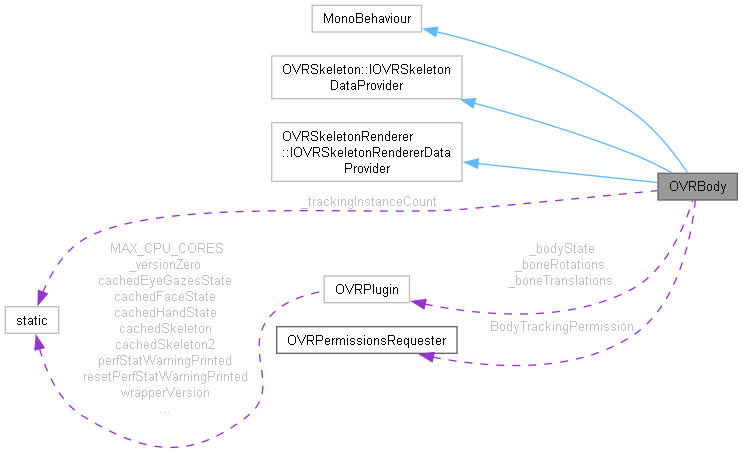 MonoBehaviour
OVRSkeleton::IOVRSkeleton
DataProvider
OVRSkeletonRenderer
::IOVRSkeletonRendererData
Provider
OVRBody
_trackingInstanceCount
MAX_CPU_CORES
_versionZero
cachedEyeGazesState
cachedFaceState
cachedHandState
cachedSkeleton
cachedSkeleton2
perfStatWarningPrinted
resetPerfStatWarningPrinted
wrapperVersion
...
static
OVRPlugin
_bodyState
_boneRotations
_boneTranslations
BodyTrackingPermission
OVRPermissionsRequester